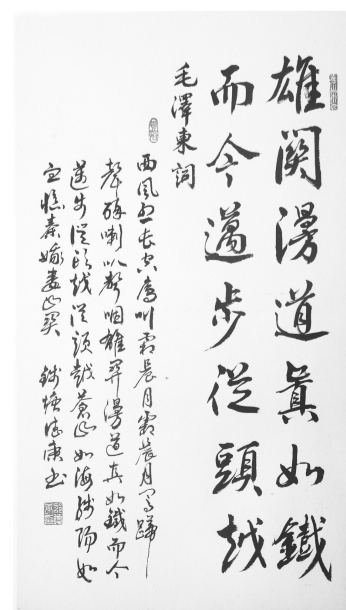 雄關漫道真如鐵
而今邁步從頭越
毛澤東詞
西風烈長空雁叫霜晨月霜晨月馬蹄
聲碎喇叭聲咽雄關漫道真如鐵而今
邁步從頭越從頭越蒼山如海殘陽如
血憶秦娥婁山關 錢塘 書